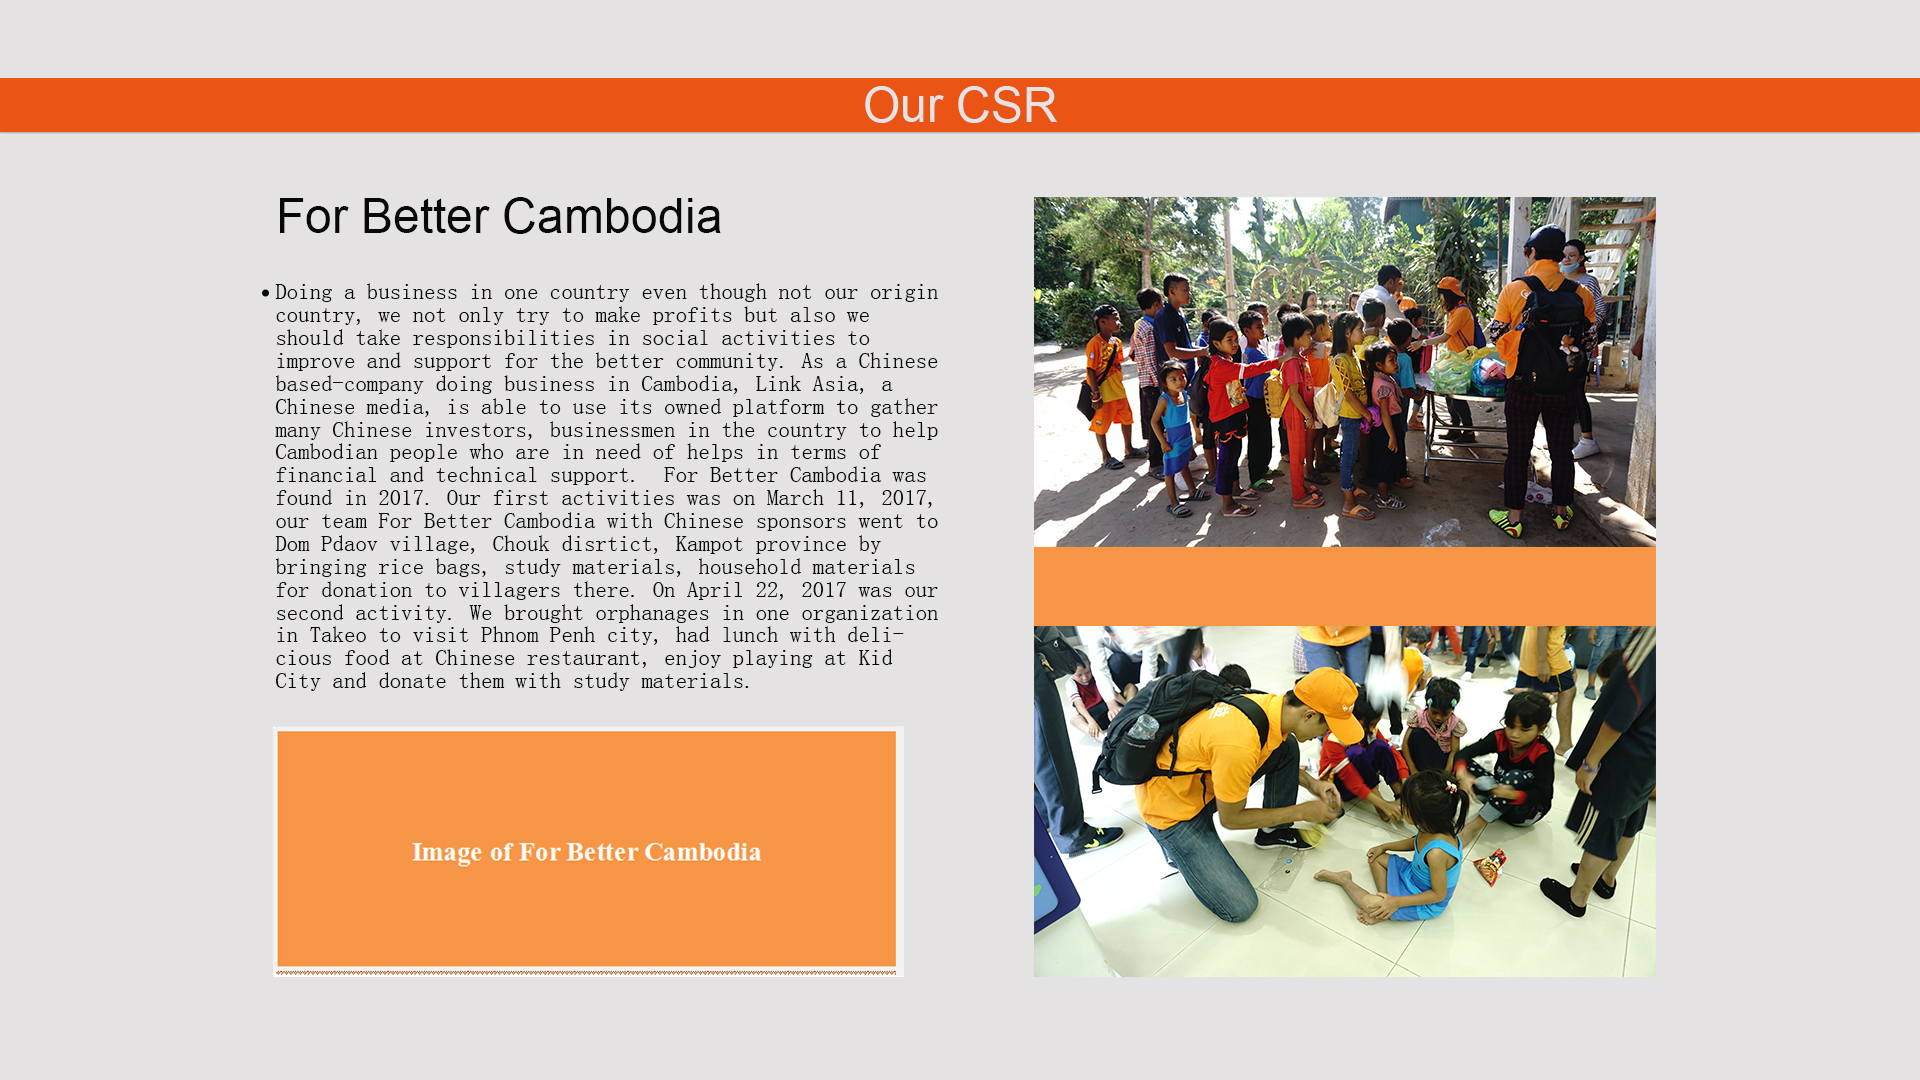 Our CSR
For Better Cambodia
•Doing a business in one country even though not our origin
country, we not only try to make profits but also we
should take responsibilities in social activities to
improve and support for the better community. As a Chinese
based-company doing business in Cambodia, Link Asia, a
Chinese media, is able to use its owned platform to gather
many Chinese investors, businessmen in the country to help
Cambodian people who are in need of helps in terms of
financial and technical support.  For Better Cambodia was
found in 2017. Our first activities was on March 11, 2017,
our team For Better Cambodia with Chinese sponsors went to
Dom Pdaov village, Chouk disrtict, Kampot province by
bringing rice bags, study materials, household materials
for donation to villagers there. On April 22, 2017 was our
second activity. We brought orphanages in one organization
in Takeo to visit Phnom Penh city, had lunch with deli-
cious food at Chinese restaurant, enjoy playing at Kid
City and donate them with study materials.
Image of For Better Cambodia